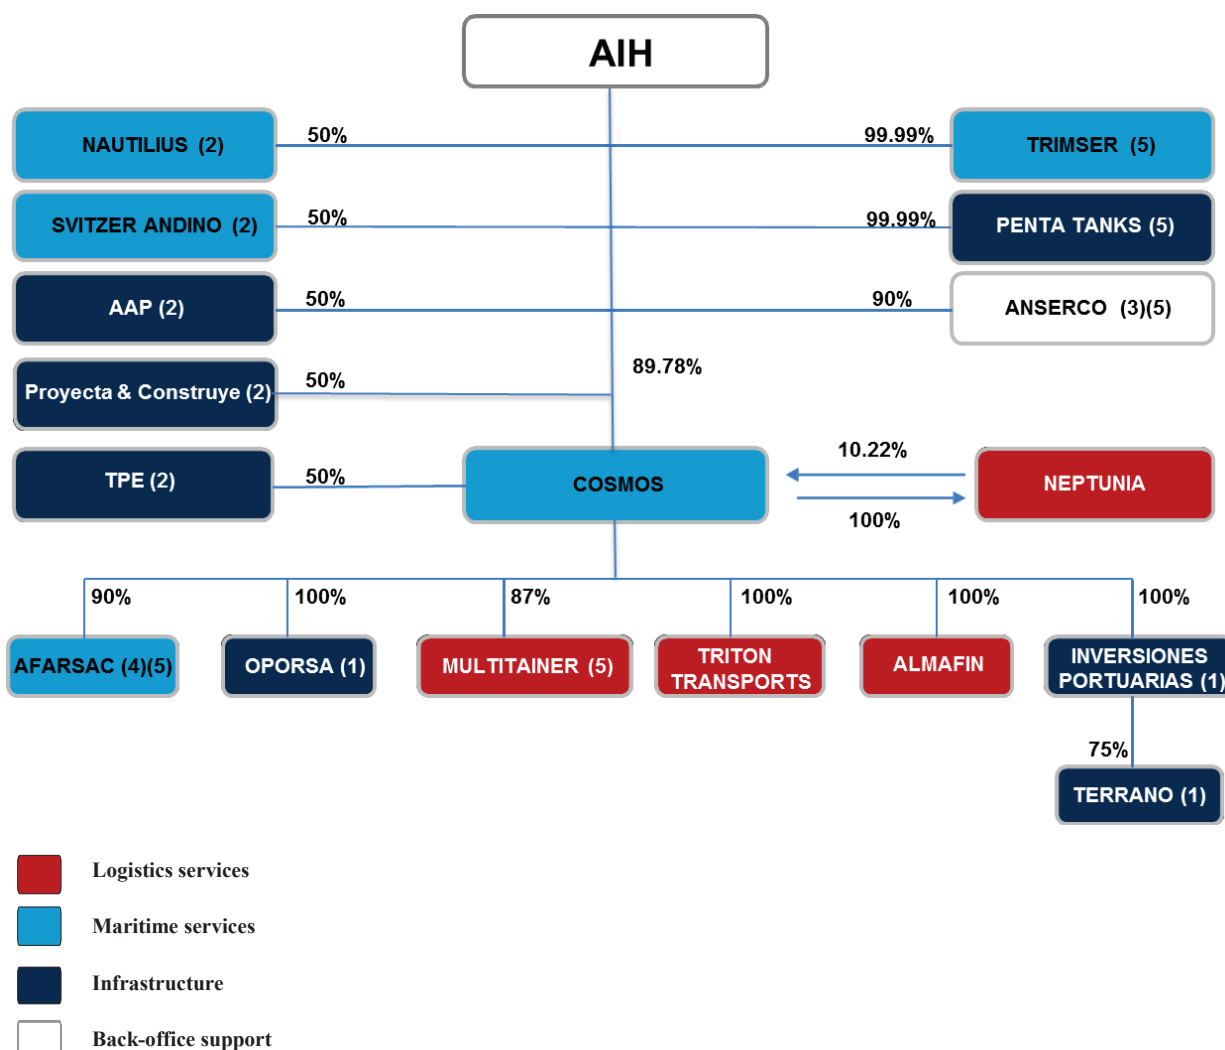 AIH
NAUTILIUS (2)
50%
99.99%
TRIMSER (5)
SVITZER ANDINO (2)
50%
99.99%
PENTA TANKS (5)
AAP (2)
50%
90%
ANSERCO (3)(5)
89.78%
Proyecta & Construye (2)
50%
TPE (2)
50%
COSMOS
10.22%
100%
NEPTUNIA
90%
100%
87%
100%
100%
100%
AFARSAC (4)(5)
OPORSA (1)
MULTITAINER (5)
TRITON
TRANSPORTS
ALMAFIN
INVERSIONES
PORTUARIAS (1)
75%
TERRANO (1)
Logistics services
Maritime services
Infrastructure
Back-office support